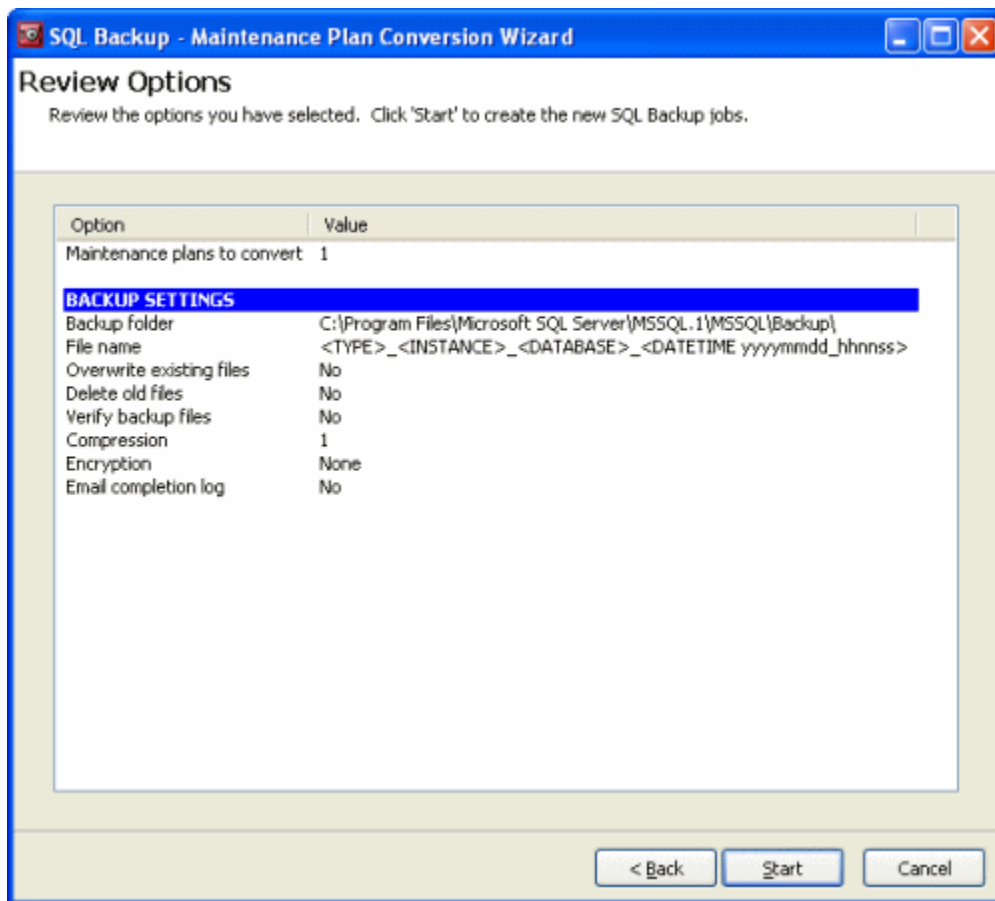 SQL Backup - Maintenance Plan Conversion Wizard
Review Options
Review the options you have selected. Click 'Start' to create the new SQL Backup jobs.
Option Value
Maintenance plans to convert 1
BACKUP SETTINGS
Backup folder C:\Program Files\Microsoft SQL Server\MSSQL.1\MSSQL\Backup\
File name <TYPE>_<INSTANCE>_<DATABASE>_<DATETIME yyyymmdd_hhnnss>
Overwrite existing files No
Delete old files No
Verify backup files No
Compression 1
Encryption None
Email completion log No
< Back Start Cancel